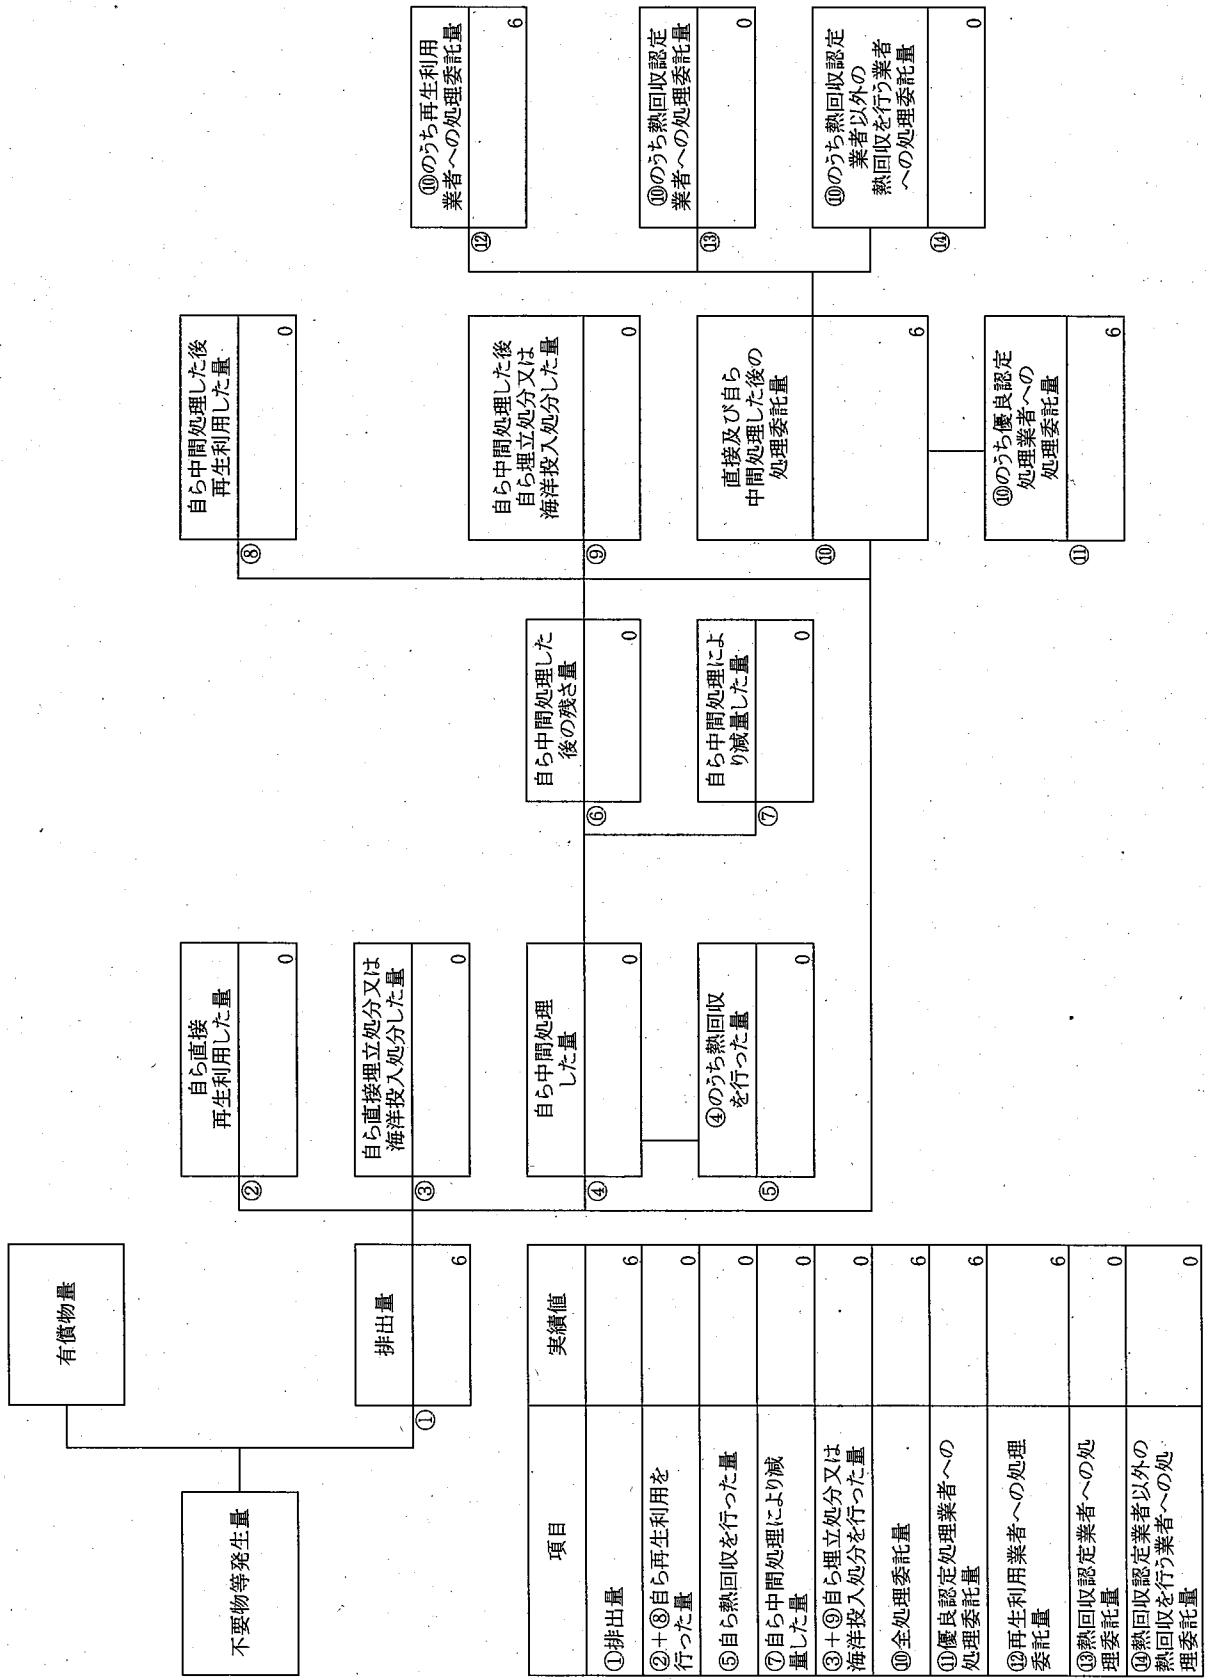 不要物等発生量
有償物量
①
排出量
6
②
自ら直接
再生利用した量
0
③
自ら直接埋立処分又は
海洋投入処分した量
0
④
自ら中間処理
した量
0
⑤
④のうち熱回収
を行った量
0
⑥
自ら中間処理した
後の残さ量
0
⑦
自ら中間処理によ
り減量した量
0
⑧
自ら中間処理した後
再生利用した量
0
⑨
自ら中間処理した後
自ら埋立処分又は
海洋投入処分した量
0
⑩
直接及び自ら
中間処理した後の
処理委託量
6
⑪
⑩のうち優良認定
処理業者への
処理委託量
6
⑫
⑩のうち再生利用
業者への処理委託量
6
⑬
⑩のうち熱回収認定
業者への処理委託量
0
⑭
⑩のうち熱回収認定
業者以外の
熱回収を行う業者
への処理委託量
0
項目 実績値
①排出量 6
②+⑧自ら再生利用を
行った量 0
⑤自ら熱回収を行った量 0
⑦自ら中間処理により減
量した量 0
③+⑨自ら埋立処分又は
海洋投入処分を行った量 0
⑩全処理委託量 6
⑪優良認定処理業者への
処理委託量 6
⑫再生利用業者への処理
委託量 6
⑬熱回収認定業者への処
理委託量 0
⑭熱回収認定業者以外の
熱回収を行う業者への処
理委託量 0